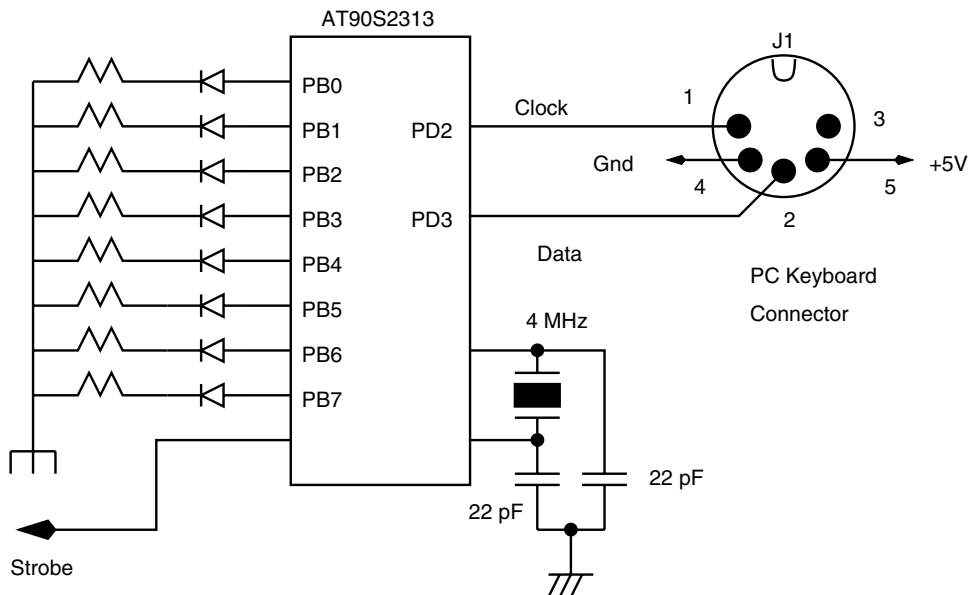 AT90S2313
J1
PB0
PB1
PD2
Clock
1
3
PB2
Gnd
4
5
+5V
PB3
PD3
2
PB4
Data
PC Keyboard
Connector
PB5
4 MHz
PB6
PB7
22 pF
22 pF
Strobe